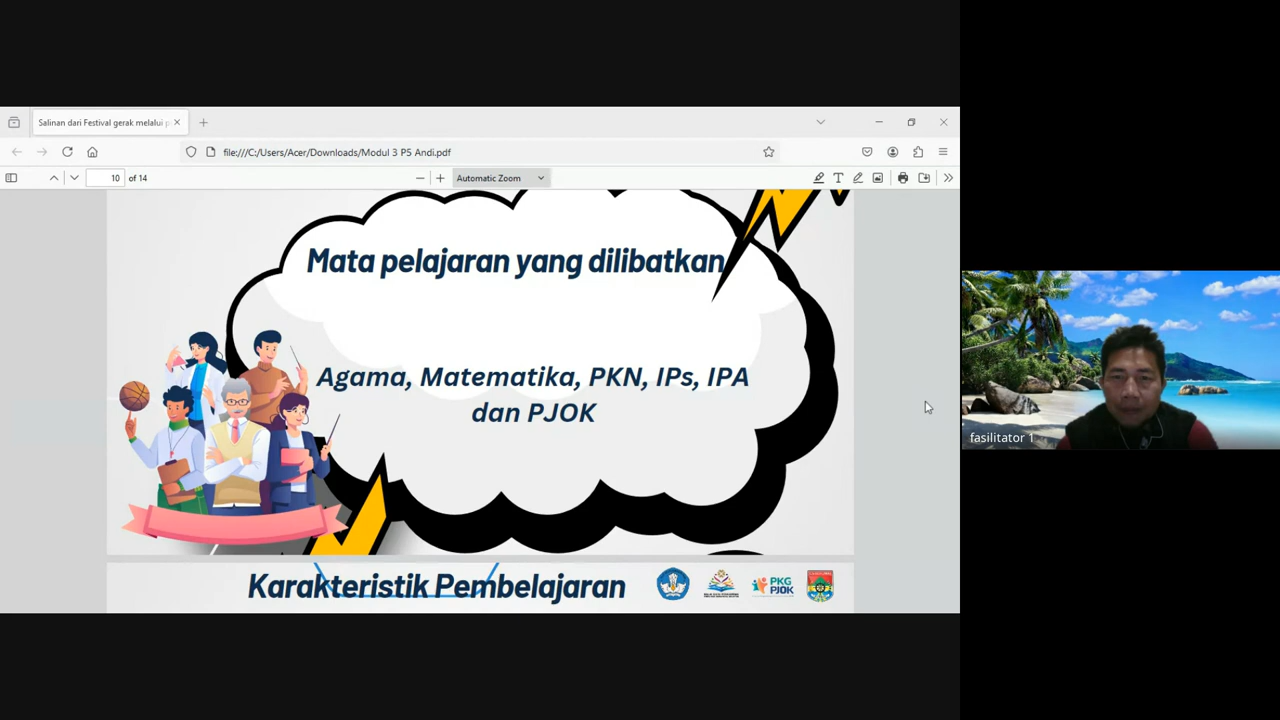 Salinan dari Festival gerak melalui p
file:///C:/Users/Acer/Downloads/Modul 3 P5 Andi.pdf
10 of 14
Automatic Zoom
Mata pelajaran yang dilibatkan
Agama, Matematika, PKN, IPs, IPA
dan PJOK
Karakteristik Pembelajaran
PKG
PJOK
fasilitator 1